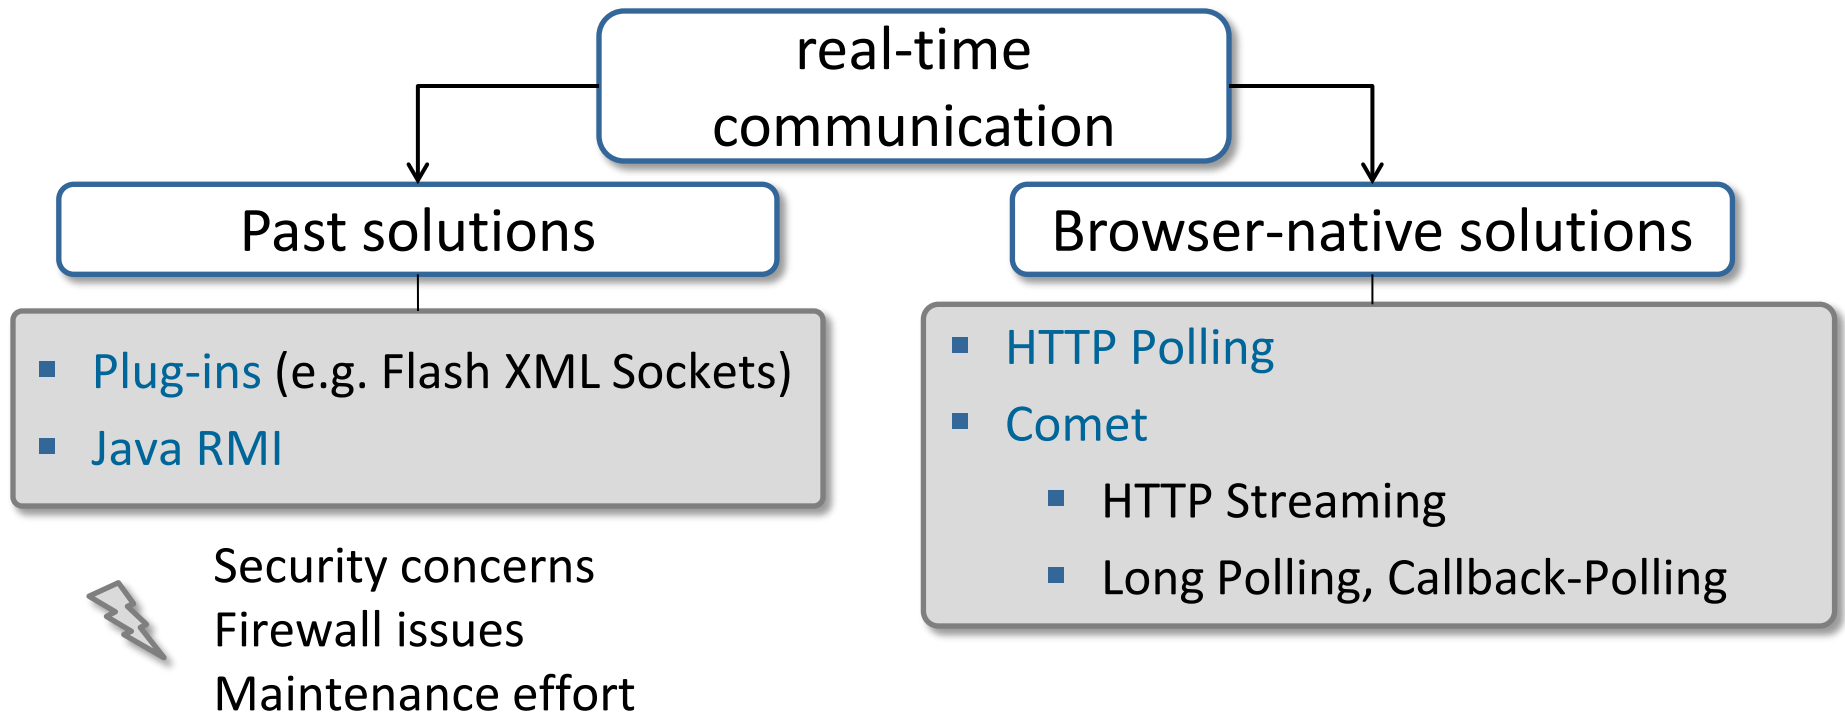 real-time
communication
Past solutions
Plug-ins (e.g. Flash XML Sockets)
Java RMI
Security concerns
Firewall issues
Maintenance effort
Browser-native solutions
HTTP Polling
Comet
HTTP Streaming
Long Polling, Callback-Polling